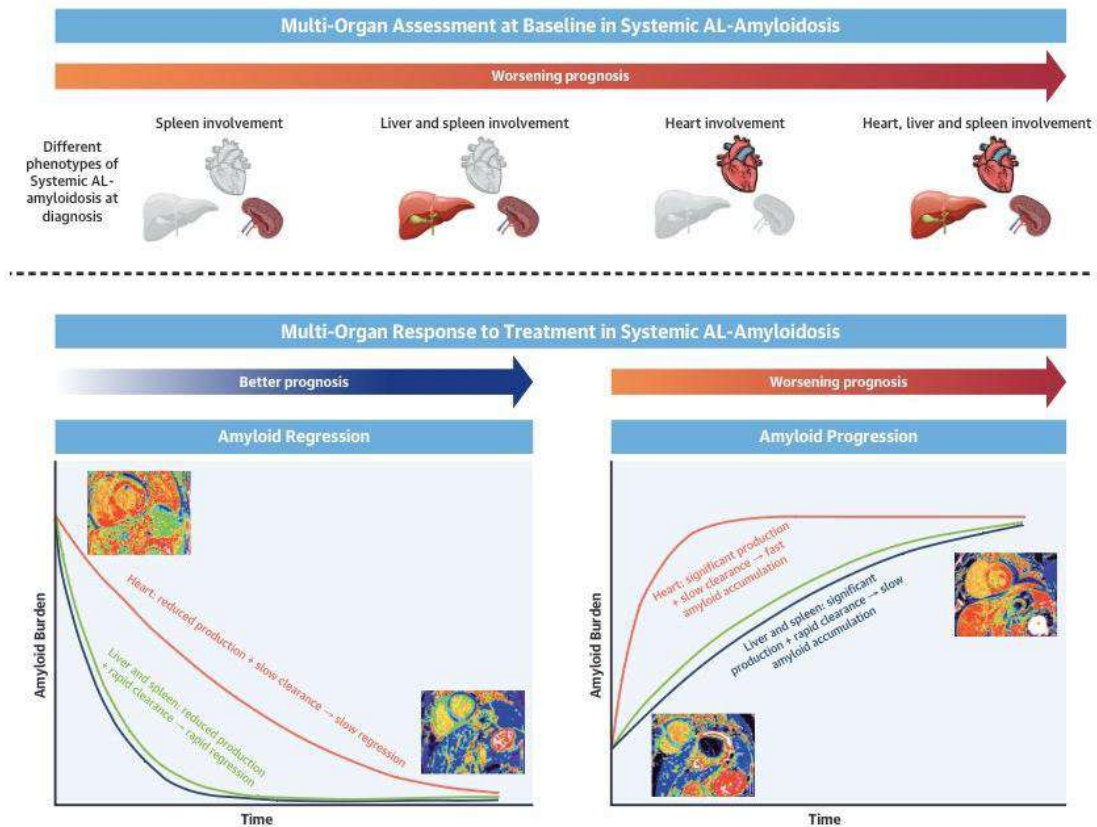 Multi-Organ Assessment at Baseline in Systemic AL-Amyloidosis
Worsening prognosis
Different
phenotypes of
Systemic AL-
amyloidosis at
diagnosis
Spleen involvement
Liver and spleen involvement
Heart involvement
Heart, liver and spleen involvement
Multi-Organ Response to Treatment in Systemic AL-Amyloidosis
Better prognosis
Amyloid Regression
Amyloid Burden
Heart: reduced production + slow clearance → slow regression
Liver and spleen: reduced production
+ rapid clearance → rapid regression
Time
Worsening prognosis
Amyloid Progression
Amyloid Burden
Heart: significant production
+ slow clearance → fast
amyloid accumulation
Liver and spleen: significant
production + rapid clearance → slow
amyloid accumulation
Time